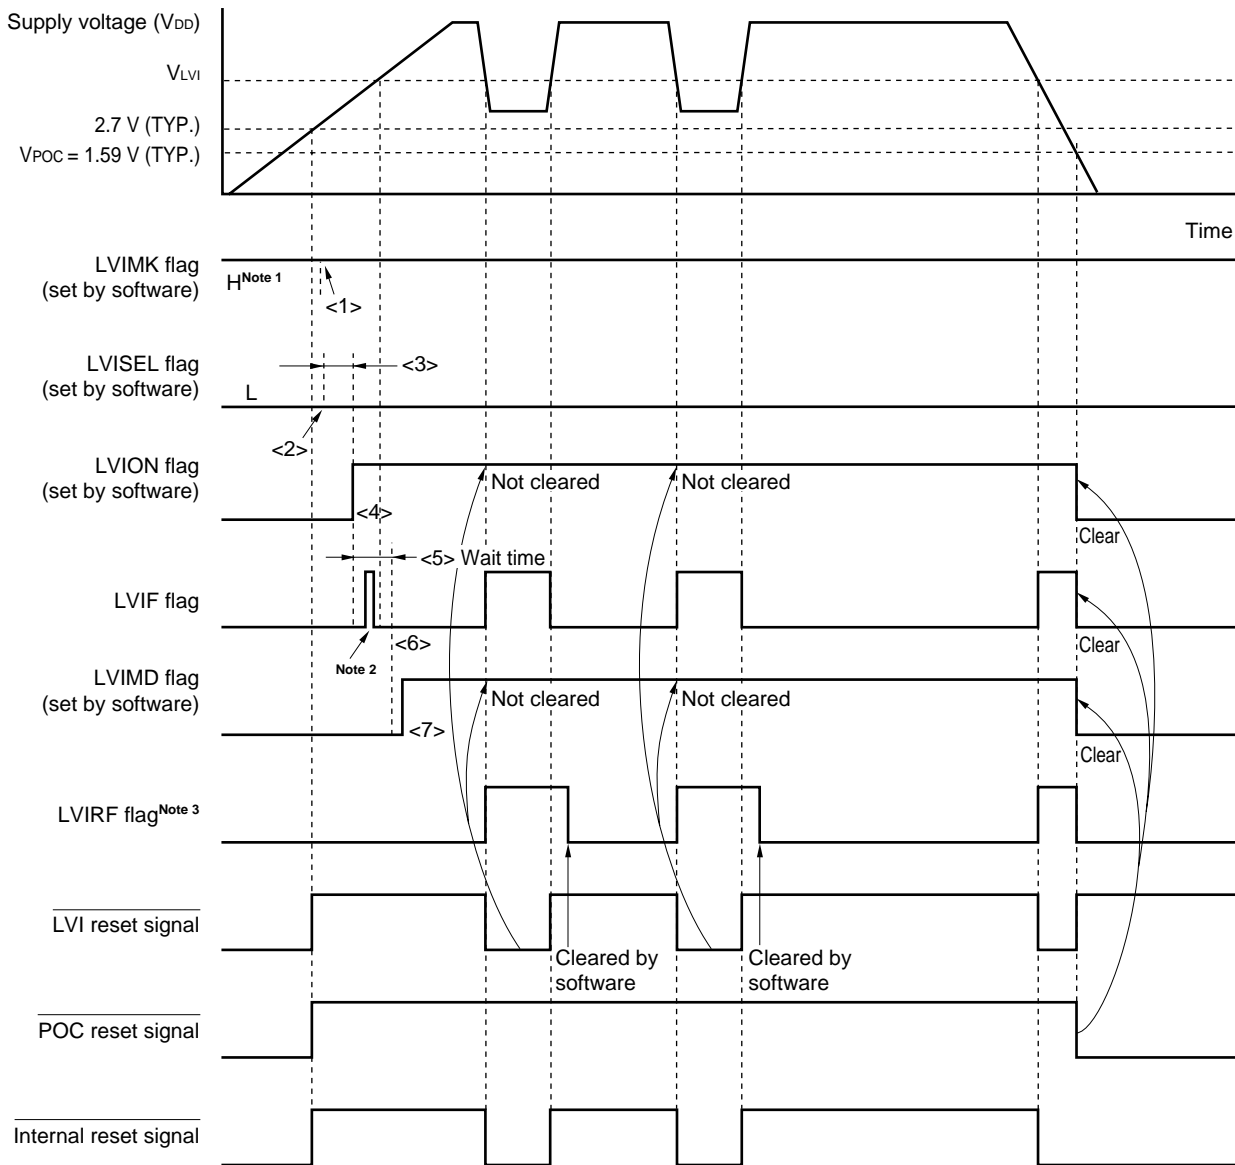 Supply voltage (VDD)
VLVI
2.7 V (TYP.)
VPOC = 1.59 V (TYP.)
Time
LVIMK flag
(set by software)
HNote 1
<1>
LVISEL flag
(set by software)
<3>
L
<2>
LVION flag
(set by software)
Not cleared
Not cleared
<4>
Clear
<5> Wait time
LVIF flag
<6>
Clear
Note 2
LVIMD flag
(set by software)
Not cleared
Not cleared
<7>
Clear
LVIRF flagNote 3
LVI reset signal
Cleared by
software
Cleared by
software
POC reset signal
Internal reset signal